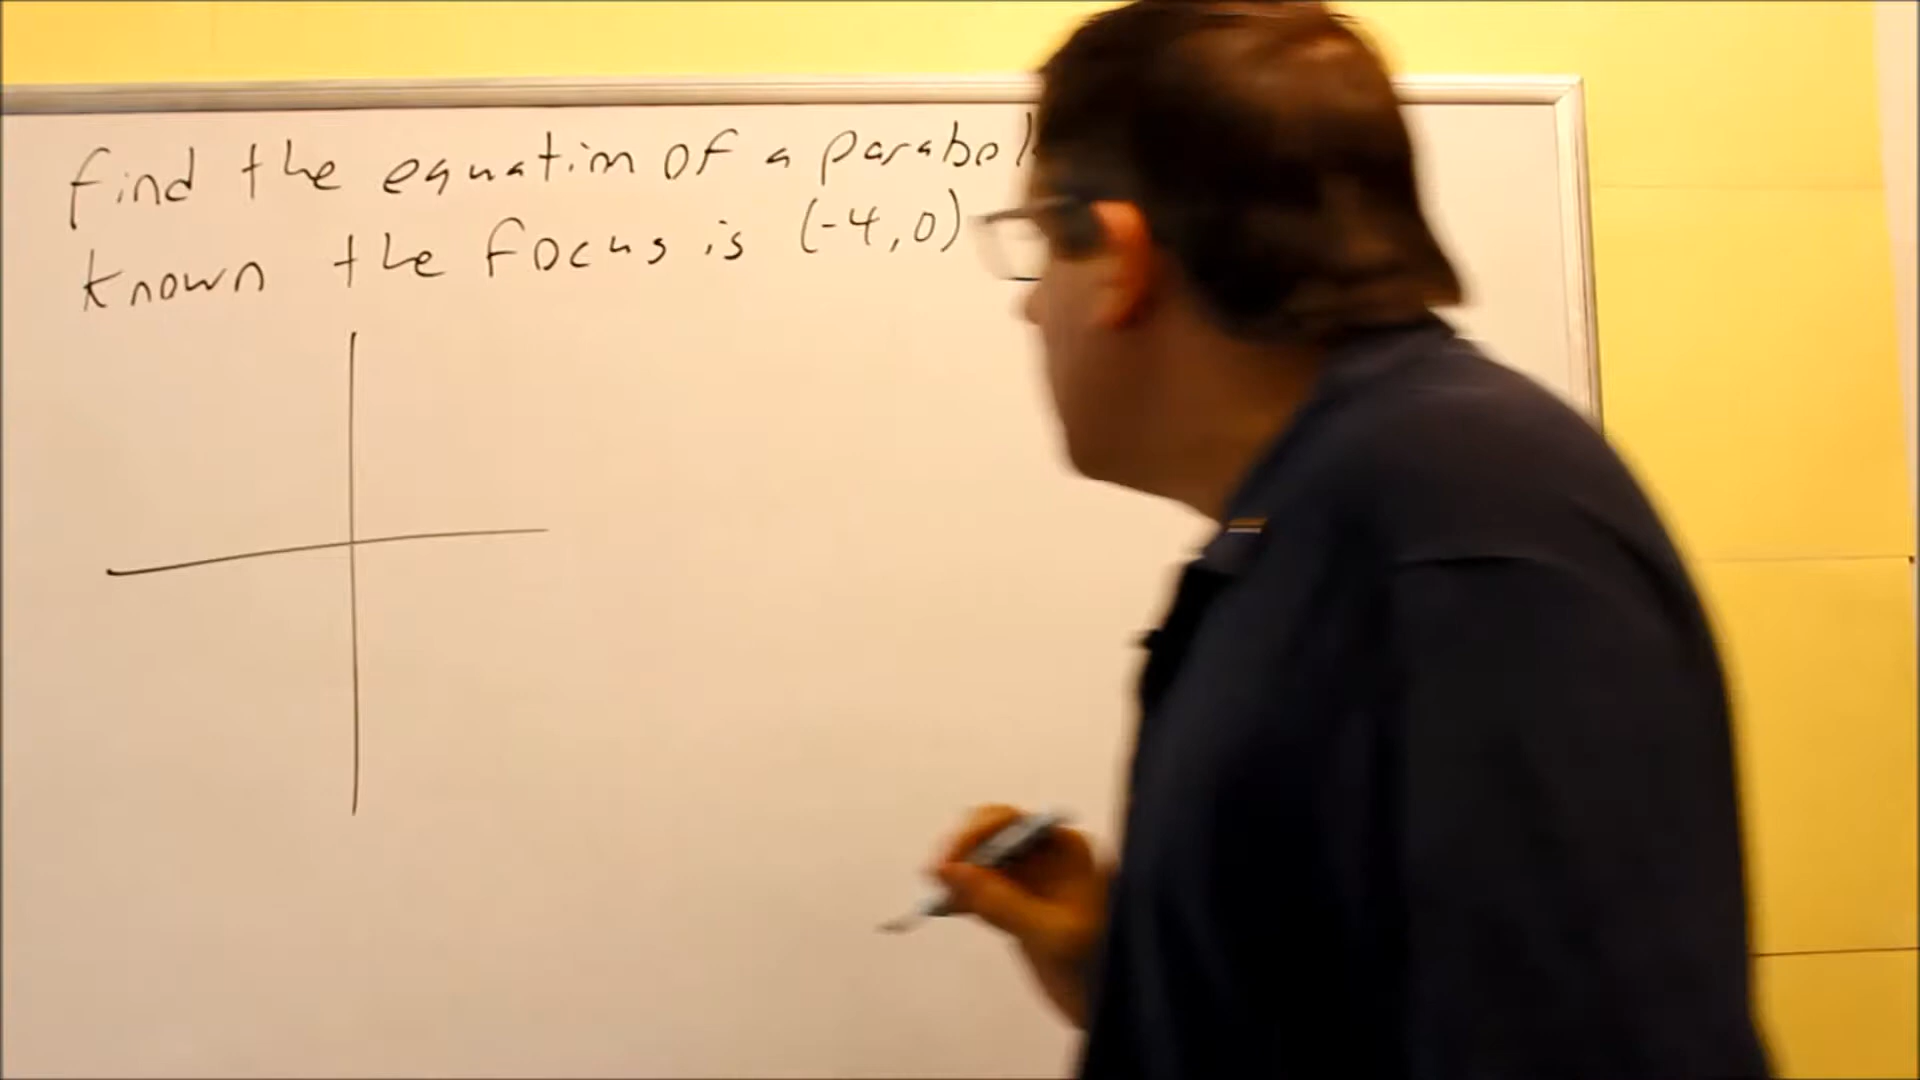 find the equation of a parabol
known the focus is (-4,0)